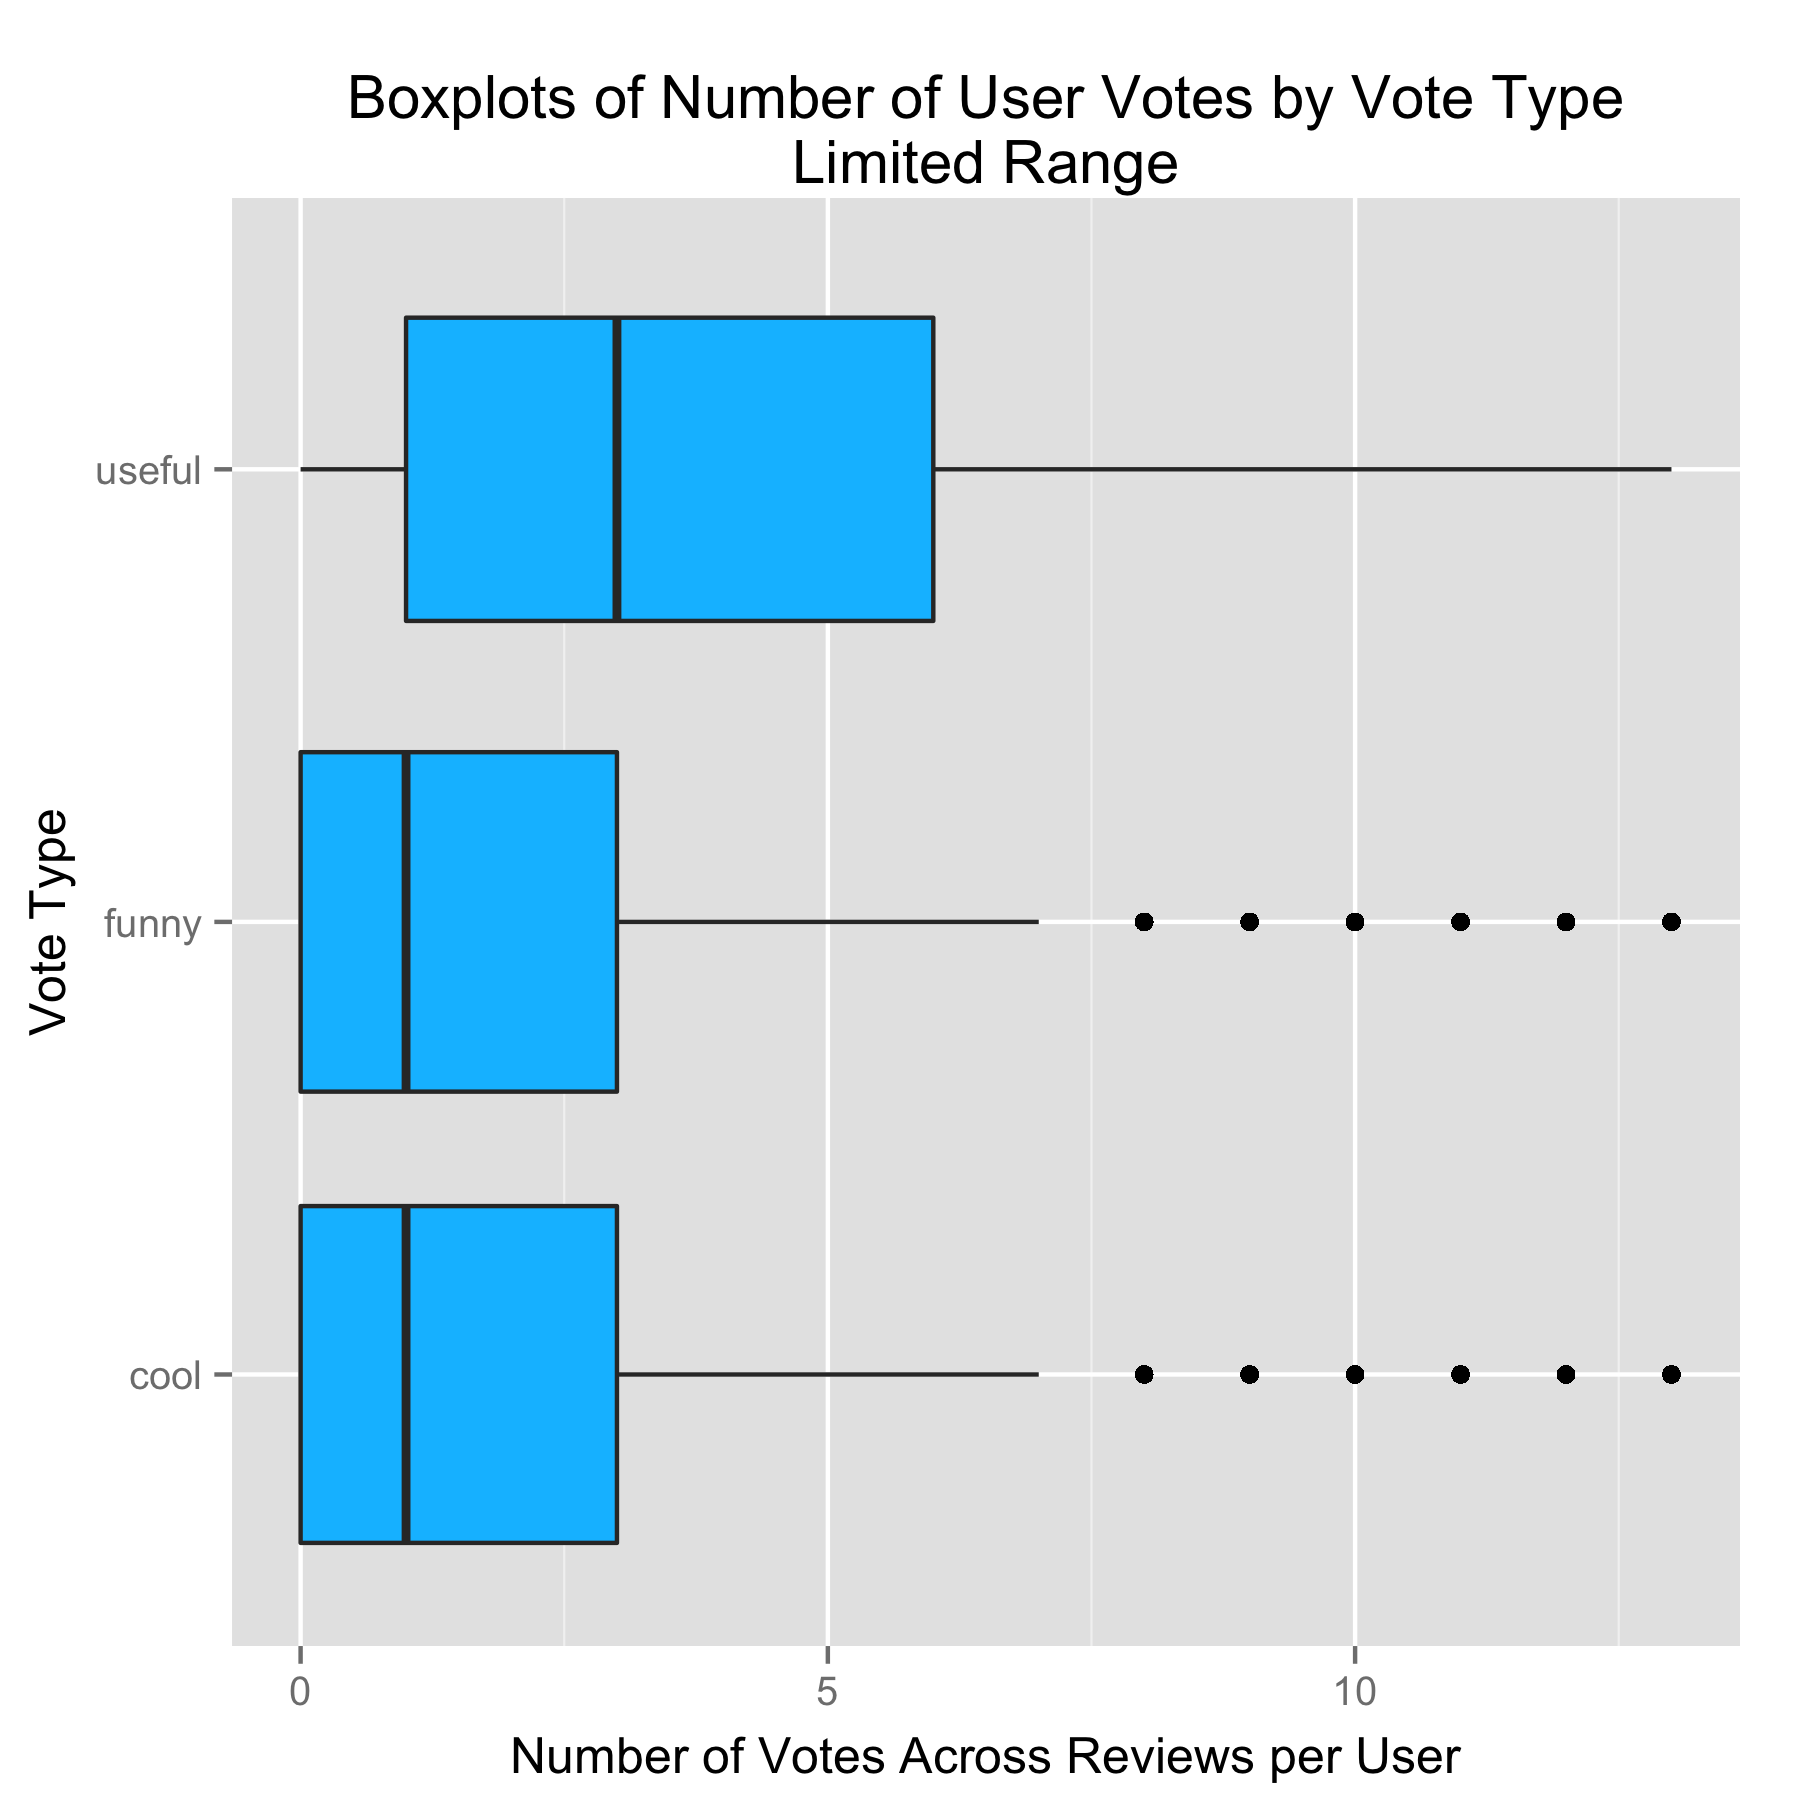 Boxplots of Number of User Votes by Vote Type
Limited Range
useful
funny
cool
Vote Type
0
5
10
Number of Votes Across Reviews per User